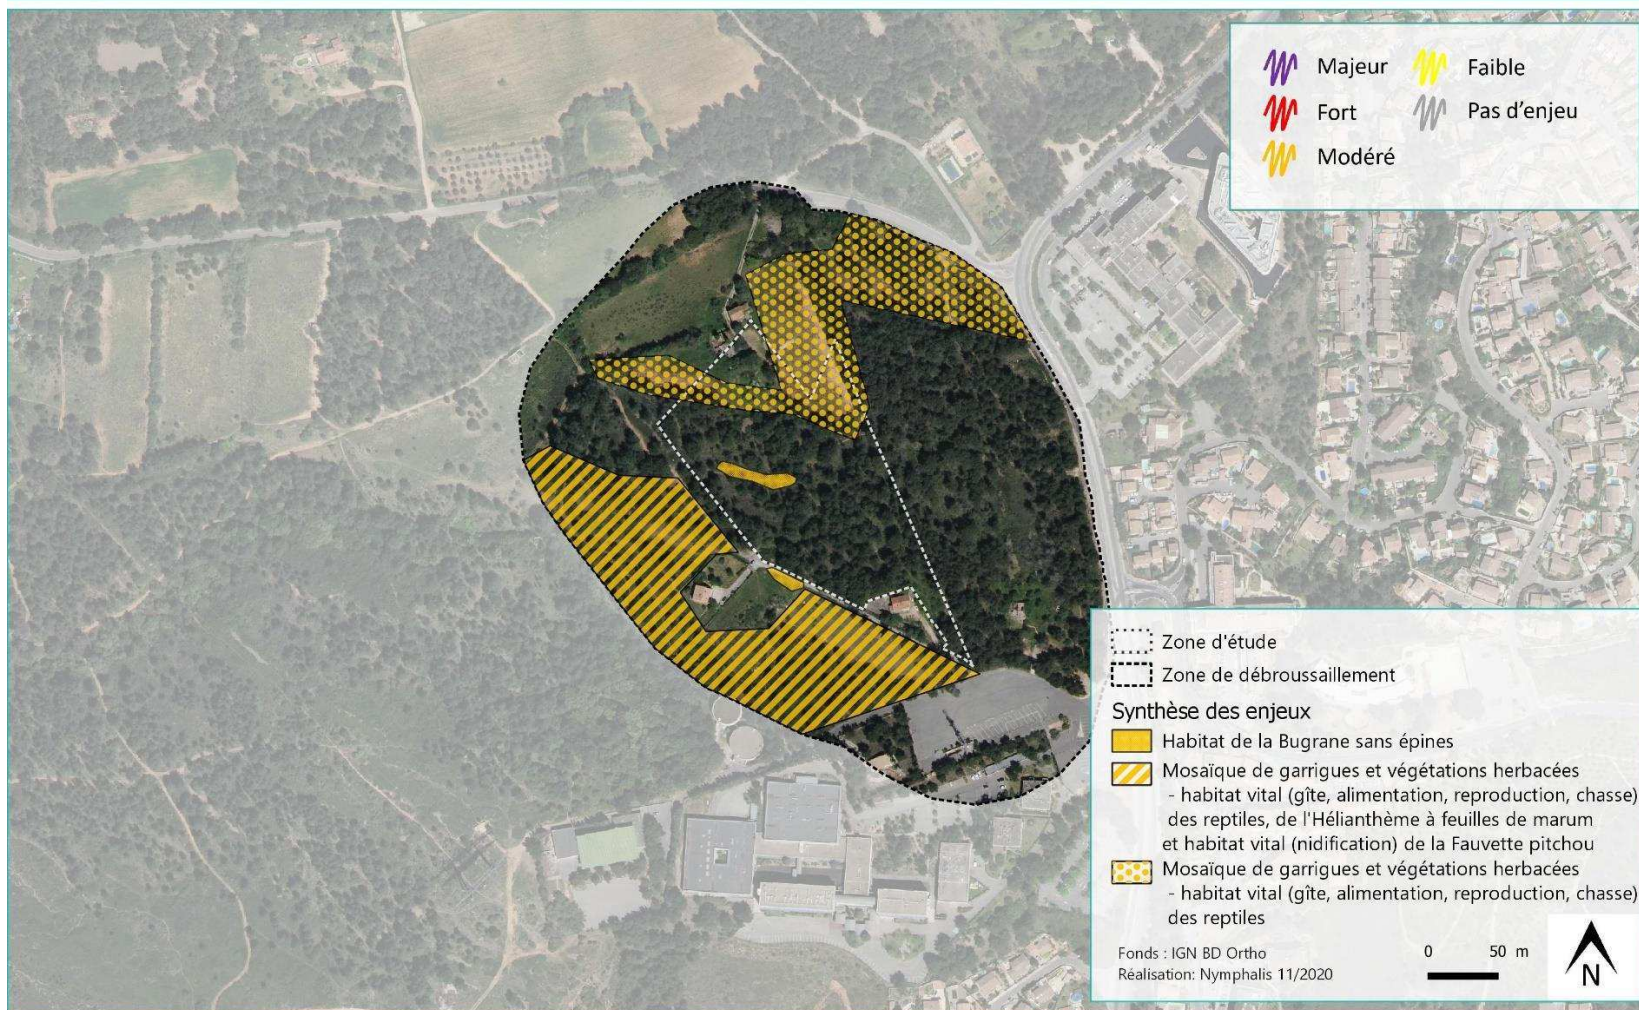 Majeur
Faible
Fort
Pas d'enjeu
Modéré
Zone d'étude
Zone de débroussaillement
Synthèse des enjeux
Habitat de la Bugrane sans épines
Mosaïque de garrigues et végétations herbacées
- habitat vital (gîte, alimentation, reproduction, chasse)
des reptiles, de l'Hélianthème à feuilles de marum
et habitat vital (nidification) de la Fauvette pitchou
Mosaïque de garrigues et végétations herbacées
- habitat vital (gîte, alimentation, reproduction, chasse)
des reptiles
Fonds : IGN BD Ortho
Réalisation: Nymphalis 11/2020
0 50 m
N